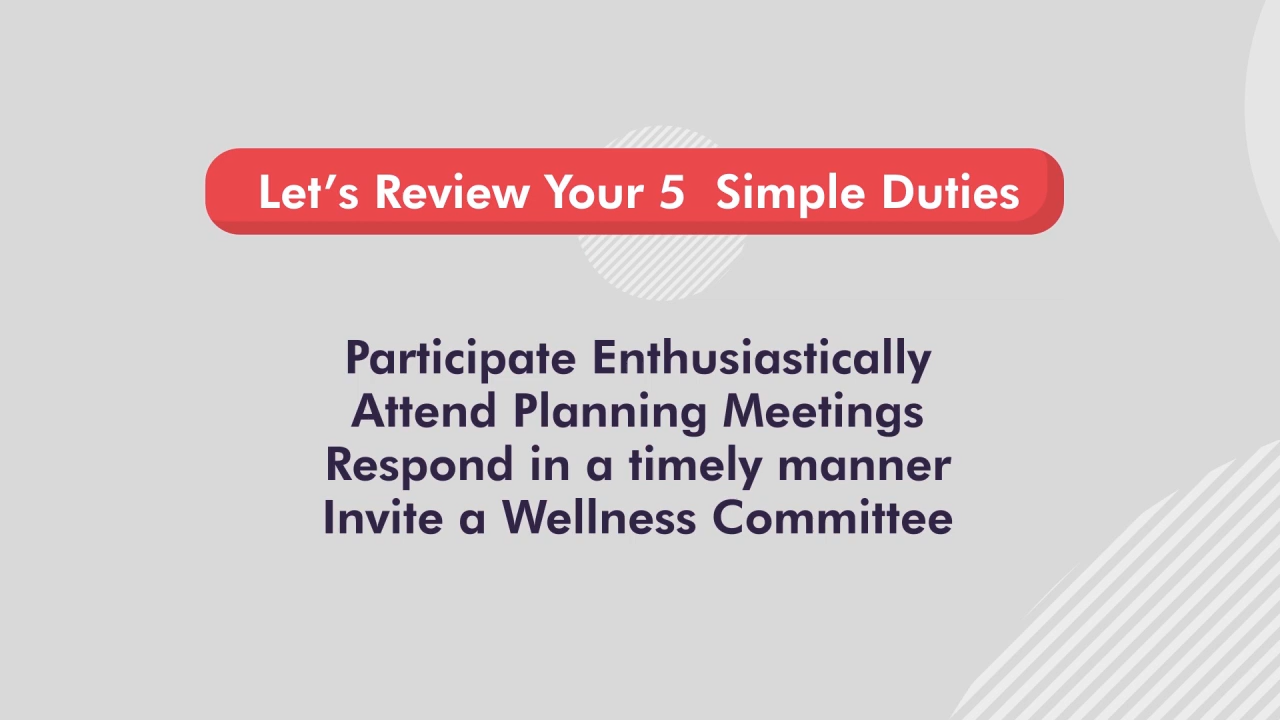 Let’s Review Your 5  Simple Duties
Participate Enthusiastically
Attend Planning Meetings
Respond in a timely manner
Invite a Wellness Committee